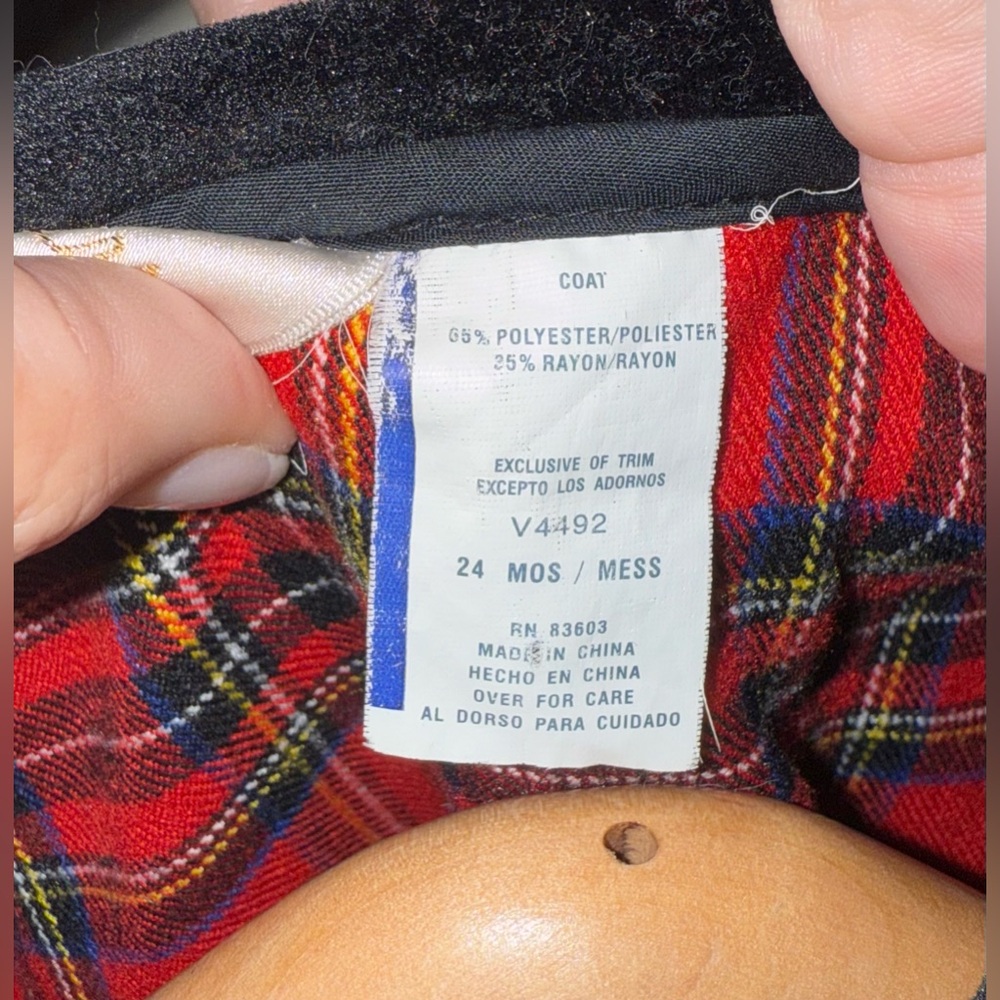 COAT
65% POLYESTER/POLIESTER
35% RAYON/RAYON
EXCLUSIVE OF TRIM
EXCEPTO LOS ADORNOS
V4492
24 MOS / MESS
RN 83603
MADE IN CHINA
HECHO EN CHINA
OVER FOR CARE
AL DORSO PARA CUIDADO